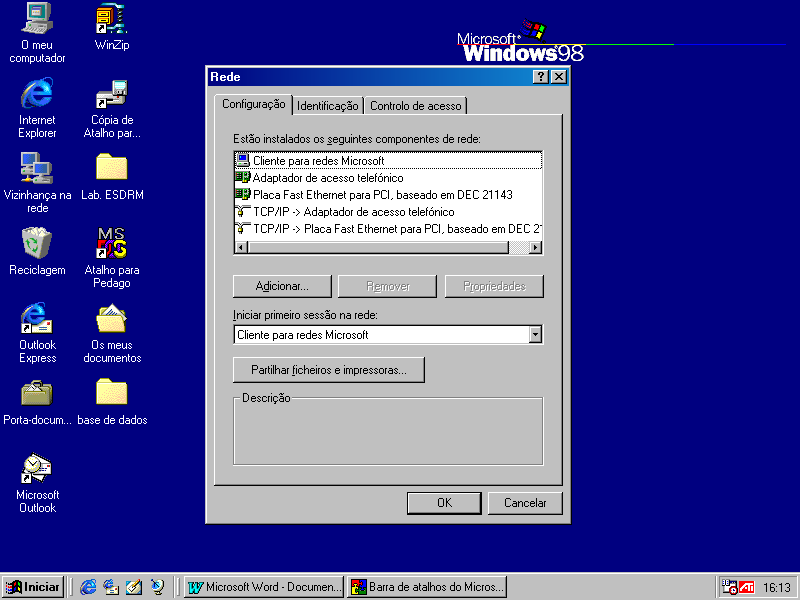 O meu
computador
WinZip
Internet
Explorer
Cópia de
Atalho par...
Vizinhança na
rede
Lab. ESDRM
Reciclagem
MS
Atalho para
Pedago
Outlook
Express
Os meus
documentos
Porta-docum...
base de dados
Microsoft
Outlook
Microsoft®
Windows98
Rede
Configuração
Identificação
Controlo de acesso
Estão instalados os seguintes componentes de rede:
Cliente para redes Microsoft
Adaptador de acesso telefónico
Placa Fast Ethernet para PCI, baseado em DEC 21143
TCP/IP -> Adaptador de acesso telefónico
TCP/IP -> Placa Fast Ethernet para PCI, baseado em DEC 2
Adicionar...
Remover
Propriedades
Iniciar primeiro sessão na rede:
Cliente para redes Microsoft
Partilhar ficheiros e impressoras...
Descrição
OK
Cancelar
Iniciar
Microsoft Word - Documen...
Barra de atalhos do Micros...
ATI
16:13